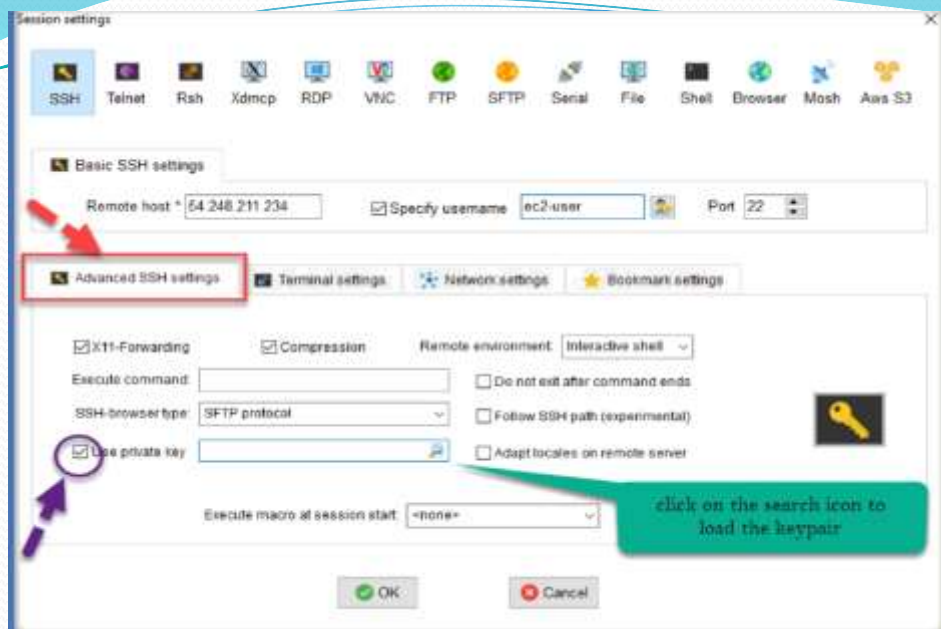 Session settings
SSH Telnet Rsh Xdmcp RDP VNC FTP SFTP Serial File Shell Browser Mosh Aws S3
Basic SSH settings
Remote host * 54.248.211.234 Specify username ec2-user Port 22
Advanced SSH settings Terminal settings Network settings Bookmark settings
X11-Forwarding Compression Remote environment: Interactive shell
Execute command: Do not exit after command ends
SSH-browser type: SFTP protocol Follow SSH path (experimental)
Use private key Adapt locales on remote server
click on the search icon to
load the keypair
Execute macro at session start: <none>
OK Cancel